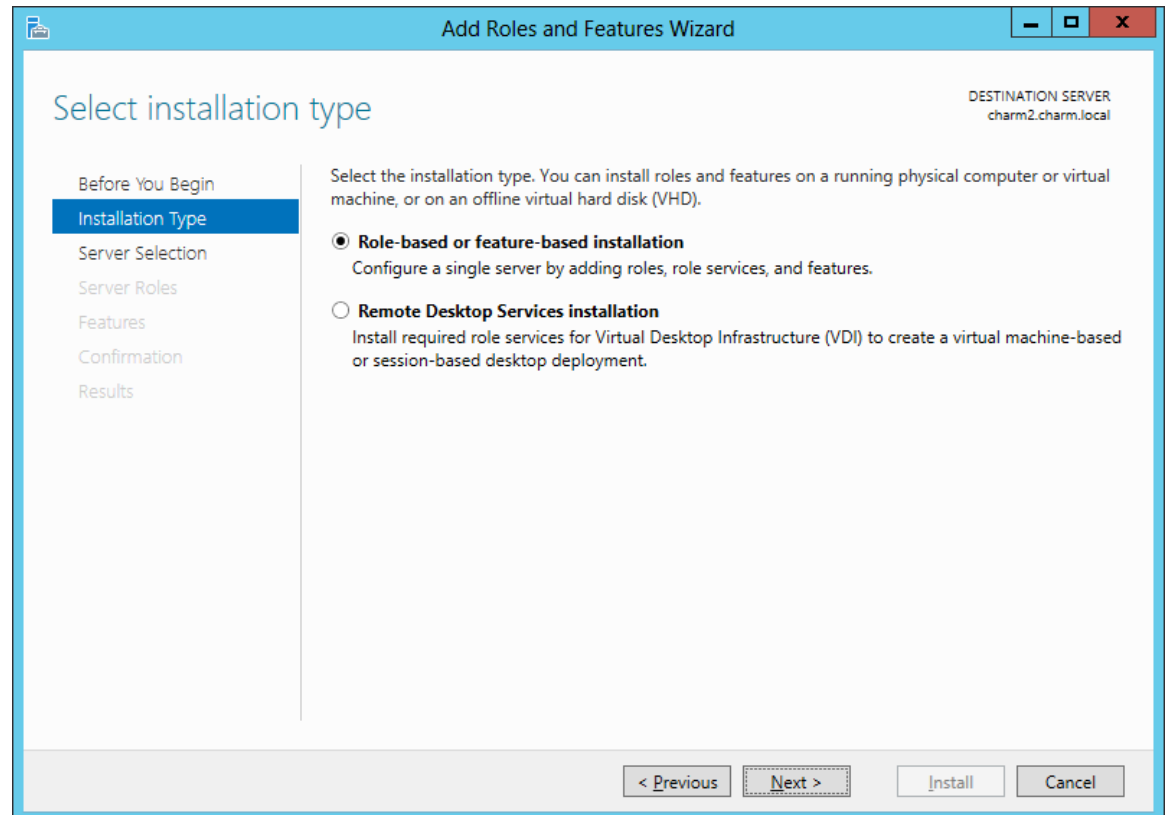 Add Roles and Features Wizard
Select installation type
DESTINATION SERVER
charm2.charm.local
Before You Begin
Installation Type
Server Selection
Server Roles
Features
Confirmation
Results
Select the installation type. You can install roles and features on a running physical computer or virtual
machine, or on an offline virtual hard disk (VHD).
Role-based or feature-based installation
Configure a single server by adding roles, role services, and features.
Remote Desktop Services installation
Install required role services for Virtual Desktop Infrastructure (VDI) to create a virtual machine-based
or session-based desktop deployment.
< Previous
Next >
Install
Cancel